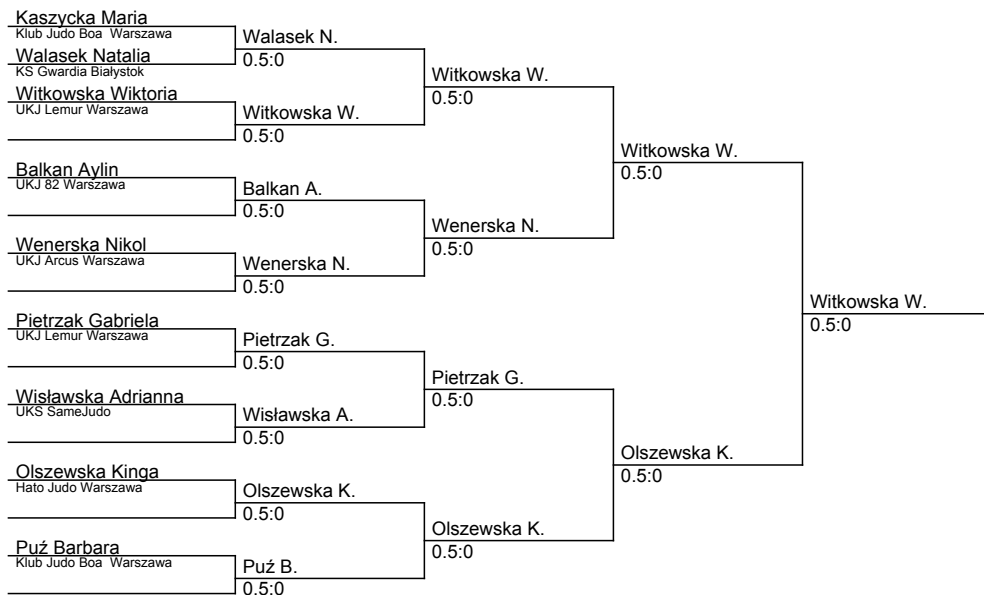 Kaszycka Maria
Klub Judo Boa  Warszawa
Walasek Natalia
KS Gwardia Białystok
Witkowska Wiktoria
UKJ Lemur Warszawa
Balkan Aylin
UKJ 82 Warszawa
Wenerska Nikol
UKJ Arcus Warszawa
Pietrzak Gabriela
UKJ Lemur Warszawa
Wisławska Adrianna
UKS SameJudo
Olszewska Kinga
Hato Judo Warszawa
Puź Barbara
Klub Judo Boa  Warszawa
Walasek N.
0.5:0
Witkowska W.
0.5:0
Balkan A.
0.5:0
Wenerska N.
0.5:0
Pietrzak G.
0.5:0
Wisławska A.
0.5:0
Olszewska K.
0.5:0
Puź B.
0.5:0
Witkowska W.
0.5:0
Wenerska N.
0.5:0
Pietrzak G.
0.5:0
Olszewska K.
0.5:0
Witkowska W.
0.5:0
Olszewska K.
0.5:0
Witkowska W.
0.5:0